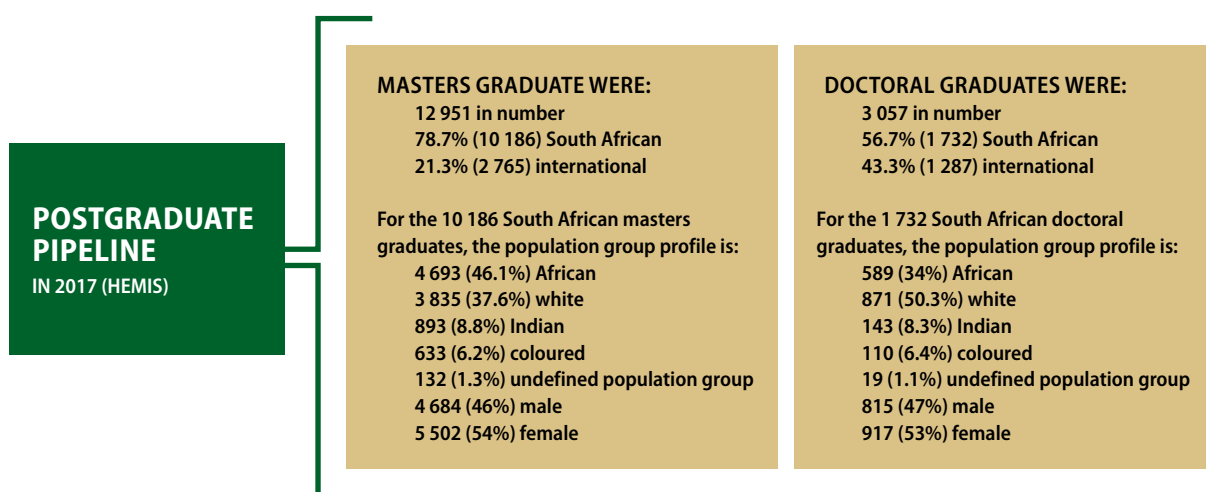 POSTGRADUATE
PIPELINE
IN 2017 (HEMIS)
MASTERS GRADUATE WERE:
12 951 in number
78.7% (10 186) South African
21.3% (2 765) international
For the 10 186 South African masters
graduates, the population group profile is:
4 693 (46.1%) African
3 835 (37.6%) white
893 (8.8%) Indian
633 (6.2%) coloured
132 (1.3%) undefined population group
4 684 (46%) male
5 502 (54%) female
DOCTORAL GRADUATES WERE:
3 057 in number
56.7% (1 732) South African
43.3% (1 287) international
For the 1 732 South African doctoral
graduates, the population group profile is:
589 (34%) African
871 (50.3%) white
143 (8.3%) Indian
110 (6.4%) coloured
19 (1.1%) undefined population group
815 (47%) male
917 (53%) female